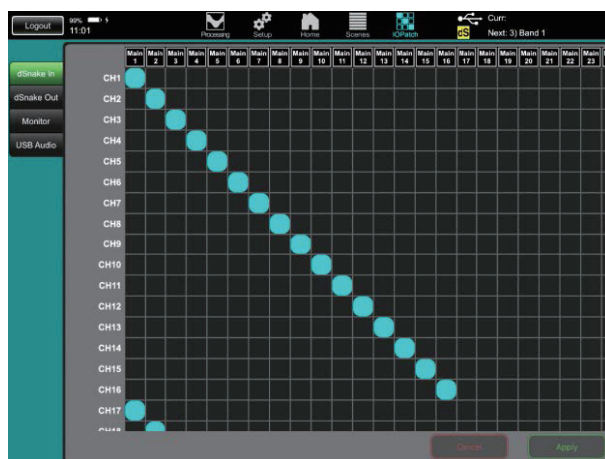 Logout
90%
11:01
Processing
Setup
Home
Scenes
IOPatch
Curr:
dS
Next: 3) Band 1
Main 1 Main 2 Main 3 Main 4 Main 5 Main 6 Main 7 Main 8 Main 9 Main 10 Main 11 Main 12 Main 13 Main 14 Main 15 Main 16 Main 17 Main 18 Main 19 Main 20 Main 21 Main 22 Main 23
dSnake In
dSnake Out
Monitor
USB Audio
CH1
CH2
CH3
CH4
CH5
CH6
CH7
CH8
CH9
CH10
CH11
CH12
CH13
CH14
CH15
CH16
CH17
CH18
Cancel
Apply